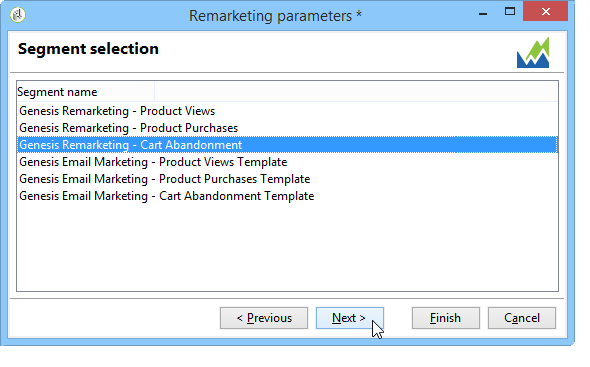 Remarketing parameters *
Segment selection
Segment name
Genesis Remarketing - Product Views
Genesis Remarketing - Product Purchases
Genesis Remarketing - Cart Abandonment
Genesis Email Marketing - Product Views Template
Genesis Email Marketing - Product Purchases Template
Genesis Email Marketing - Cart Abandonment Template
< Previous Next > Finish Cancel